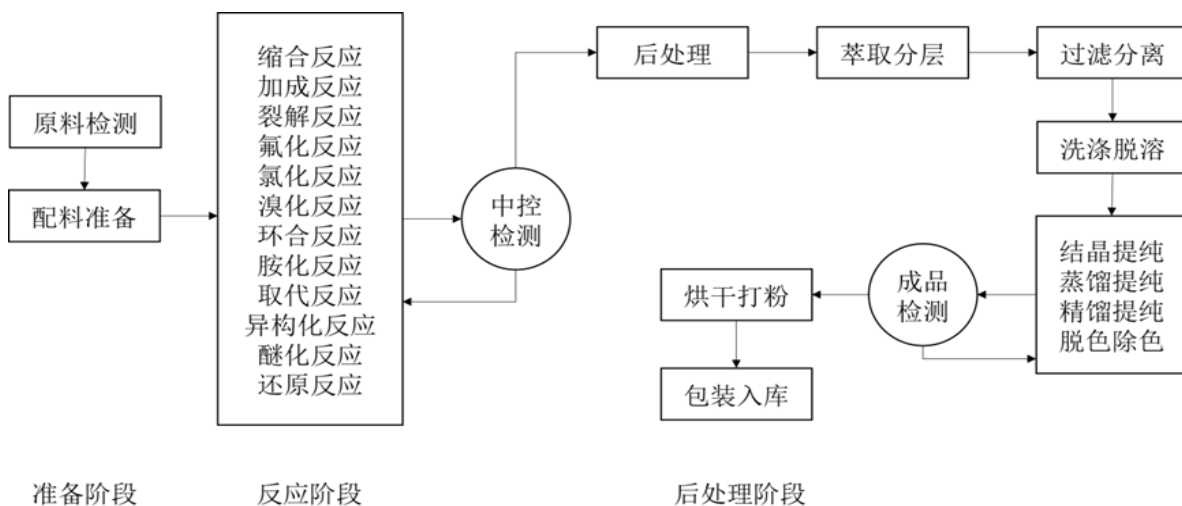 原料检测
配料准备
缩合反应
加成反应
裂解反应
氟化反应
氯化反应
溴化反应
环合反应
胺化反应
取代反应
异构化反应
醚化反应
还原反应
中控
检测
后处理
萃取分层
过滤分离
洗涤脱溶
结晶提纯
蒸馏提纯
精馏提纯
脱色除色
成品
检测
烘干打粉
包装入库
准备阶段
反应阶段
后处理阶段